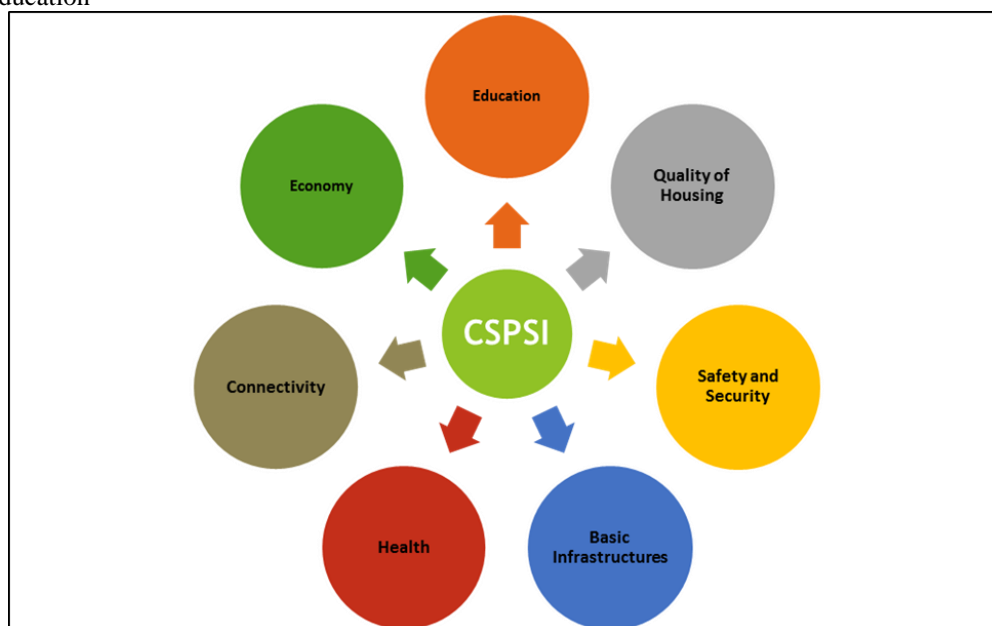 Education
Quality of
Housing
Economy
CSPSI
Safety and
Security
Connectivity
Basic
Infrastructures
Health